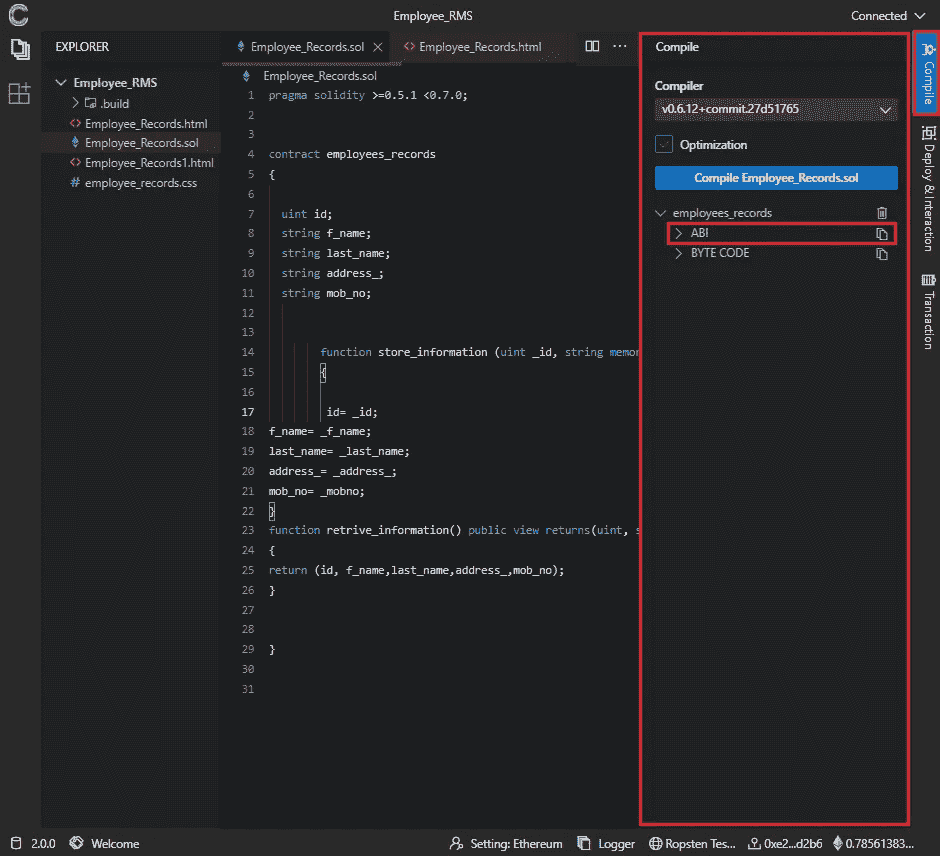 Employee_RMS
Connected
EXPLORER
Employee_RMS
.build
Employee_Records.html
Employee_Records.sol
Employee_Records1.html
# employee_records.css
Employee_Records.sol
Employee_Records.html
Employee_Records.sol
1 pragma solidity >=0.5.1 <0.7.0;
2
3
4 contract employees_records
5 {
6
7 uint id;
8 string f_name;
9 string last_name;
10 string address_;
11 string mob_no;
12
13
14 function store_information (uint _id, string memor
15 {
16
17 id= _id;
18 f_name= _f_name;
19 last_name= _last_name;
20 address_= _address_;
21 mob_no= _mobno;
22 }
23 function retrive_information() public view returns(uint, s
24 {
25 return (id, f_name,last_name,address_,mob_no);
26 }
27
28
29 }
30
31
Compile
Compiler
v0.6.12+commit.27d51765
Optimization
Compile Employee_Records.sol
employees_records
ABI
BYTE CODE
Compile
Deploy & Interaction
Transaction
2.0.0
Welcome
Setting: Ethereum
Logger
Ropsten Tes...
0xe2...d2b6
0.78561383...